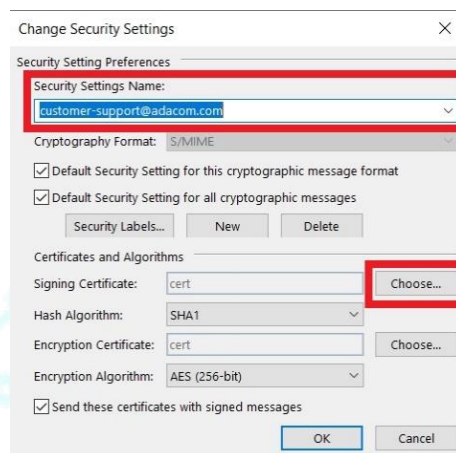 Change Security Settings
Security Setting Preferences
Security Settings Name:
customer-support@adacom.com
Cryptography Format: S/MIME
Default Security Setting for this cryptographic message format
Default Security Setting for all cryptographic messages
Security Labels... New Delete
Certificates and Algorithms
Signing Certificate: cert Choose...
Hash Algorithm: SHA1
Encryption Certificate: cert Choose...
Encryption Algorithm: AES (256-bit)
Send these certificates with signed messages
OK Cancel